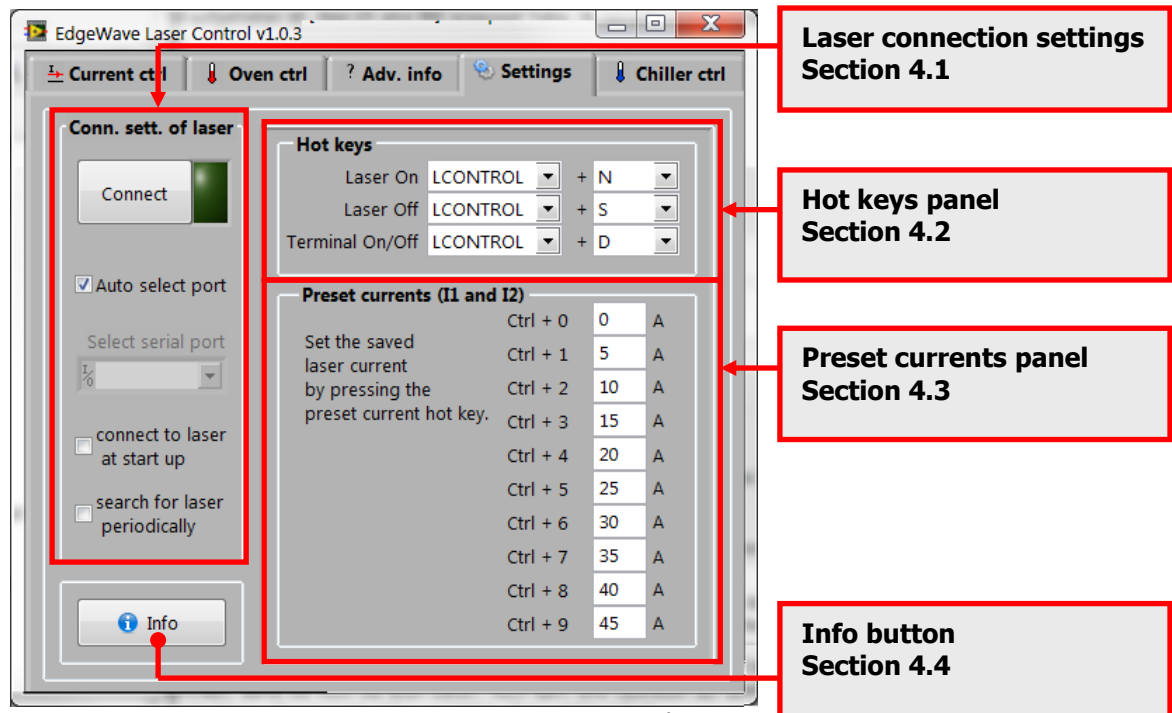 EdgeWave Laser Control v1.0.3
Current ctrl
Oven ctrl
? Adv. info
Settings
Chiller ctrl
Conn. sett. of laser
Connect
Auto select port
Select serial port
I/O
connect to laser
at start up
search for laser
periodically
Info
Hot keys
Laser On LCONTROL + N
Laser Off LCONTROL + S
Terminal On/Off LCONTROL + D
Preset currents (I1 and I2)
Set the saved
laser current
by pressing the
preset current hot key.
Ctrl + 0 0 A
Ctrl + 1 5 A
Ctrl + 2 10 A
Ctrl + 3 15 A
Ctrl + 4 20 A
Ctrl + 5 25 A
Ctrl + 6 30 A
Ctrl + 7 35 A
Ctrl + 8 40 A
Ctrl + 9 45 A
Laser connection settings
Section 4.1
Hot keys panel
Section 4.2
Preset currents panel
Section 4.3
Info button
Section 4.4